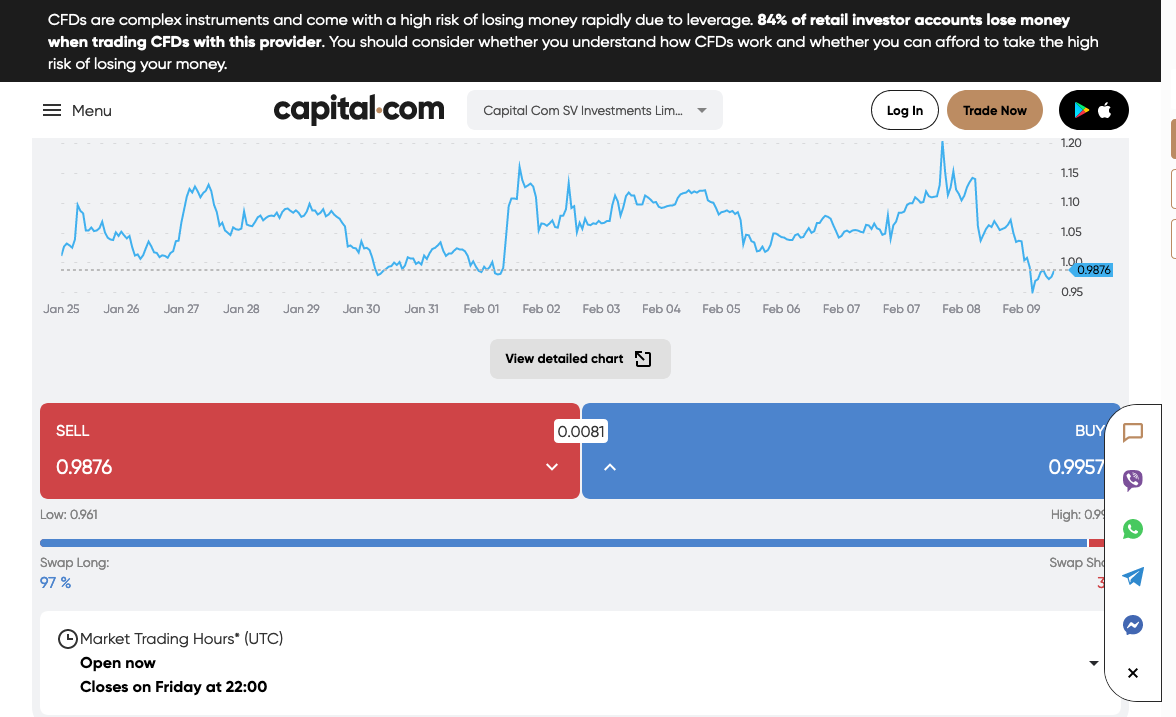 CFDs are complex instruments and come with a high risk of losing money rapidly due to leverage. 84% of retail investor accounts lose money
when trading CFDs with this provider. You should consider whether you understand how CFDs work and whether you can afford to take the high
risk of losing your money.
Menu
capital.com
Capital Com SV Investments Lim...
Log In
Trade Now
1.20
1.15
1.10
1.05
1.00
0.9876
0.95
Jan 25 Jan 26 Jan 27 Jan 28 Jan 29 Jan 30 Jan 31 Feb 01 Feb 02 Feb 03 Feb 04 Feb 05 Feb 06 Feb 07 Feb 07 Feb 08 Feb 09
View detailed chart
SELL
0.0081
BUY
0.9876
0.9957
Low: 0.961
High: 0.99
Swap Long:
Swap Sho
97 %
3
Market Trading Hours* (UTC)
Open now
Closes on Friday at 22:00